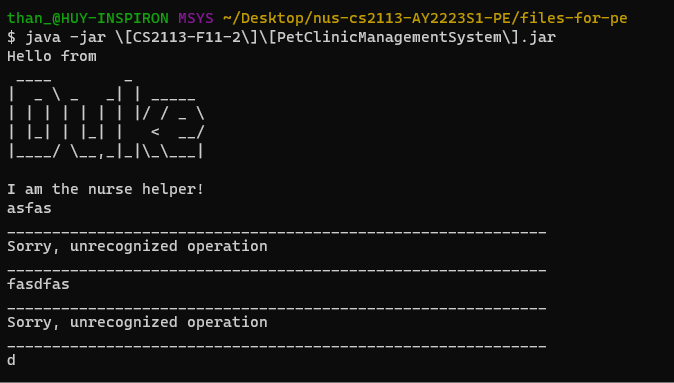 than_@HUY-INSPIRON MSYS ~/Desktop/nus-cs2113-AY2223S1-PE/files-for-pe
$ java -jar \[CS2113-F11-2\]\[PetClinicManagementSystem\].jar
Hello from
 ____        _
|  _ \ _   _| | _____
| | | | | | | |/ / _ \
| |_| | |_| |   <  __/
|____/ \__,_|_|\_\___|

I am the nurse helper!
asfas
____________________________________________________________
Sorry, unrecognized operation
____________________________________________________________
fasdfas
____________________________________________________________
Sorry, unrecognized operation
____________________________________________________________
d